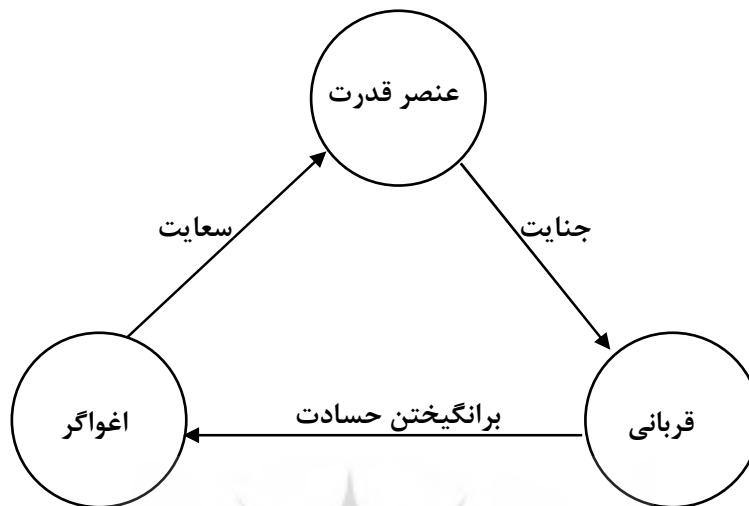 عنصر قدرت
سعایت
جنایت
برانگیختن حسادت
قربانی
اغواگر